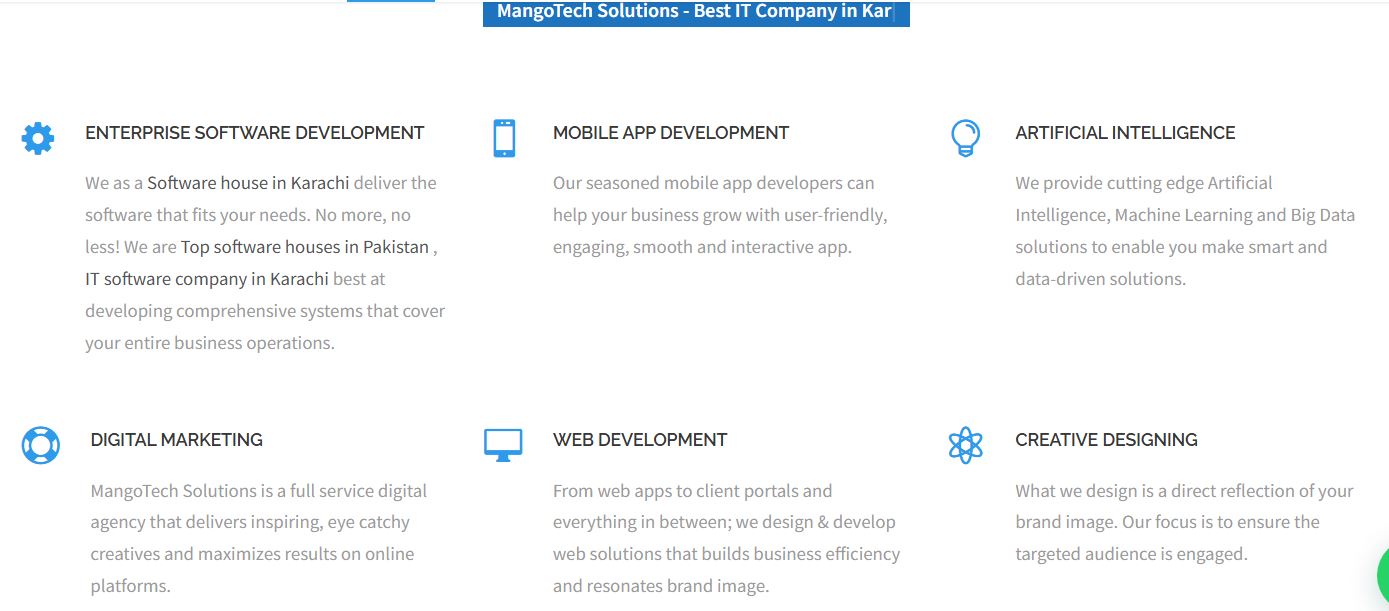 MangoTech Solutions - Best IT Company in Kar
ENTERPRISE SOFTWARE DEVELOPMENT
We as a Software house in Karachi deliver the
software that fits your needs. No more, no
less! We are Top software houses in Pakistan ,
IT software company in Karachi best at
developing comprehensive systems that cover
your entire business operations.
MOBILE APP DEVELOPMENT
Our seasoned mobile app developers can
help your business grow with user-friendly,
engaging, smooth and interactive app.
ARTIFICIAL INTELLIGENCE
We provide cutting edge Artificial
Intelligence, Machine Learning and Big Data
solutions to enable you make smart and
data-driven solutions.
DIGITAL MARKETING
MangoTech Solutions is a full service digital
agency that delivers inspiring, eye catchy
creatives and maximizes results on online
platforms.
WEB DEVELOPMENT
From web apps to client portals and
everything in between; we design & develop
web solutions that builds business efficiency
and resonates brand image.
CREATIVE DESIGNING
What we design is a direct reflection of your
brand image. Our focus is to ensure the
targeted audience is engaged.